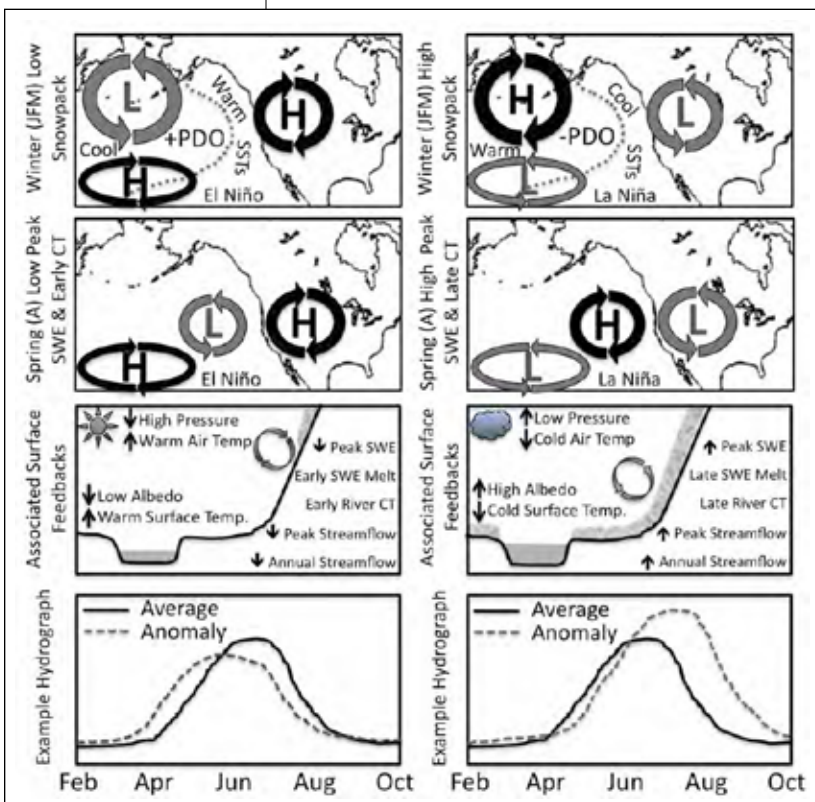 Winter (JFM) Low
Snowpack
L
Warm
H
+PDO
Cool
SSTs
H
El Niño
Winter (JFM) High
Snowpack
H
Cool
L
-PDO
Warm
SSTs
L
La Niña
Spring (A) Low Peak
SWE & Early CT
L
H
H
El Niño
Spring (A) High Peak
SWE & Late CT
H
L
L
La Niña
Associated Surface
Feedbacks
↓High Pressure
↑Warm Air Temp
↓ Peak SWE
Early SWE Melt
↓Low Albedo
Early River CT
↑Warm Surface Temp.
↓ Peak Streamflow
↓ Annual Streamflow
Associated Surface
Feedbacks
↑Low Pressure
↓Cold Air Temp
↑ Peak SWE
Late SWE Melt
↑High Albedo
Late River CT
↓Cold Surface Temp.
↑ Peak Streamflow
↑ Annual Streamflow
Example Hydrograph
Average
Anomaly
Feb Apr Jun Aug Oct
Example Hydrograph
Average
Anomaly
Feb Apr Jun Aug Oct